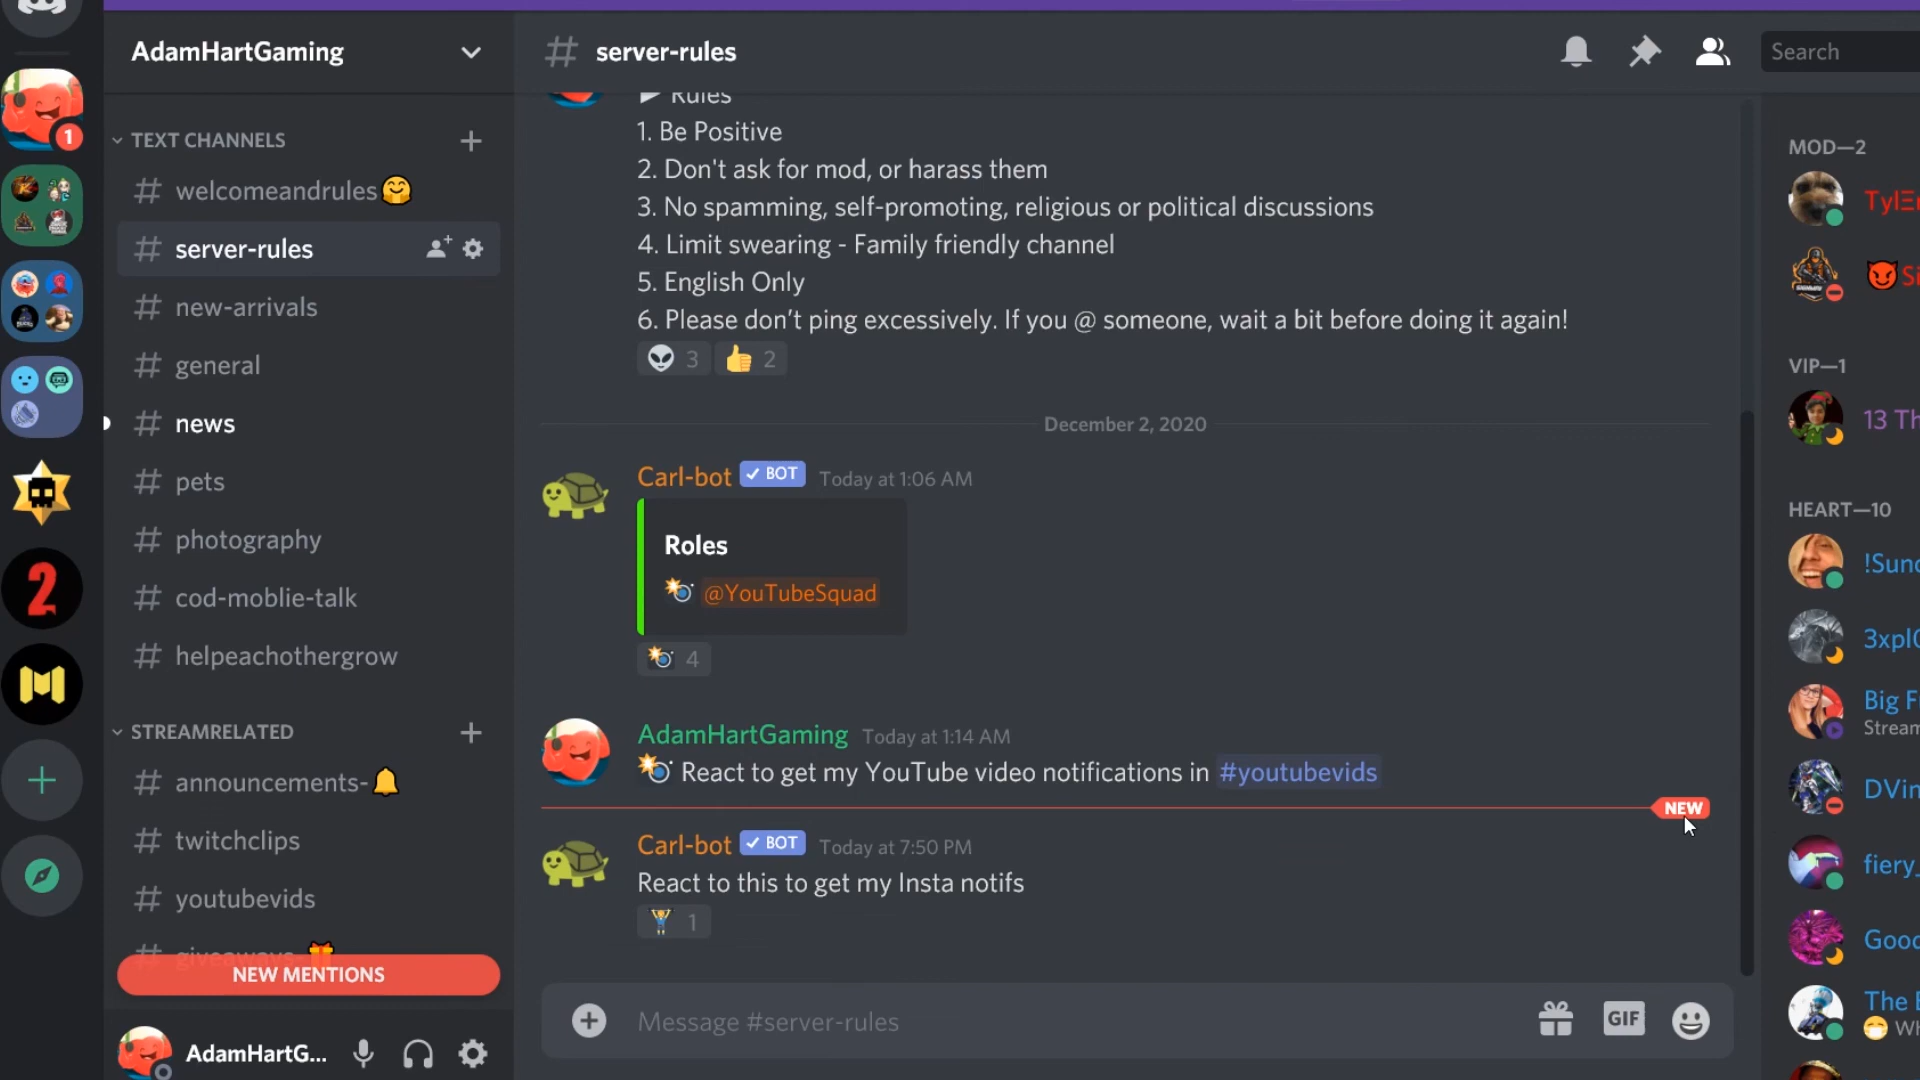 AdamHartGaming
# server-rules
Search
1
TEXT CHANNELS
# welcomeandrules
# server-rules
# new-arrivals
# general
# news
# pets
# photography
# cod-moblie-talk
# helpeachothergrow
STREAMRELATED
# announcements-
# twitchclips
# youtubevids
# giveaways-
NEW MENTIONS
AdamHartG...
2
Rules
1. Be Positive
2. Don't ask for mod, or harass them
3. No spamming, self-promoting, religious or political discussions
4. Limit swearing - Family friendly channel
5. English Only
6. Please don’t ping excessively. If you @ someone, wait a bit before doing it again!
3 2
December 2, 2020
Carl-bot BOT Today at 1:06 AM
Roles
@YouTubeSquad
4
AdamHartGaming Today at 1:14 AM
React to get my YouTube video notifications in #youtubevids
NEW
Carl-bot BOT Today at 7:50 PM
React to this to get my Insta notifs
1
Message #server-rules
GIF
MOD—2
VIP—1
13 Th
HEART—10
!Sund
3xpl0
Big F
Stream
DVin
fiery_
Good
The B
Wh